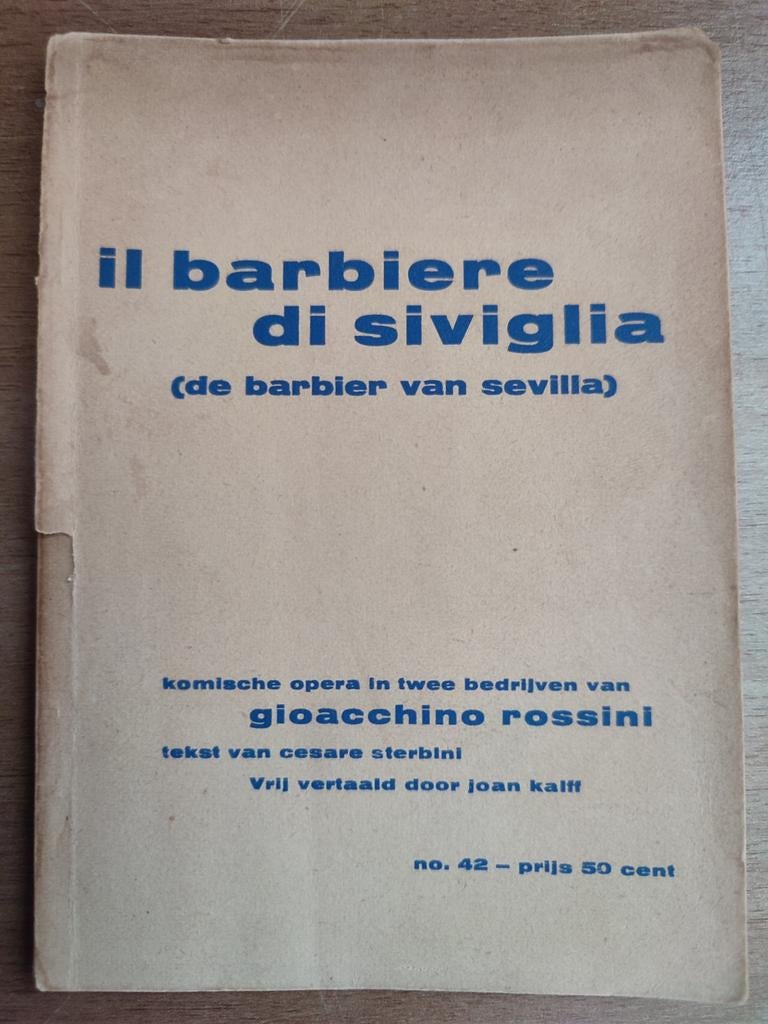 il barbiere
di siviglia
(de barbier van sevilla)
komische opera in twee bedrijven van
gioacchino rossini
tekst van cesare sterbini
Vrij vertaald door joan kalff
no. 42 – prijs 50 cent